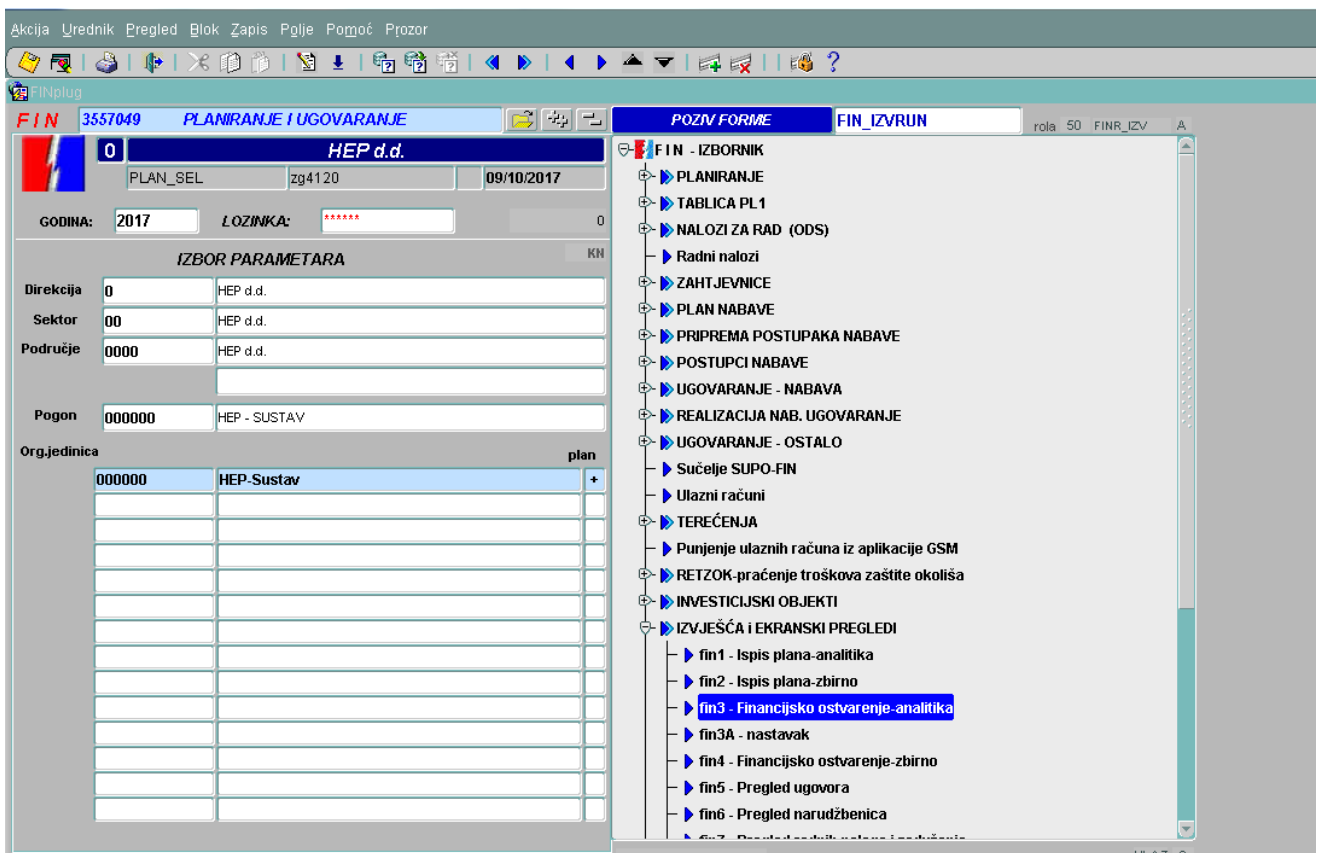 Akcija Urednik Pregled Blok Zapis Polje Pomoć Prozor
FINplug
FIN 3557049 PLANIRANJE I UGOVARANJE
POZIV FORME FIN_IZVRUN rola 50 FINR_IZV A
0 HEP d.d.
PLAN_SEL zg4120 09/10/2017
GODINA: 2017 LOZINKA: ****** 0
IZBOR PARAMETARA KN
Direkcija 0 HEP d.d.
Sektor 00 HEP d.d.
Područje 0000 HEP d.d.
Pogon 000000 HEP - SUSTAV
Org.jedinica plan
000000 HEP-Sustav +
FIN - IZBORNIK
PLANIRANJE
TABLICA PL1
NALOZI ZA RAD (ODS)
Radni nalozi
ZAHTJEVNICE
PLAN NABAVE
PRIPREMA POSTUPAKA NABAVE
POSTUPCI NABAVE
UGOVARANJE - NABAVA
REALIZACIJA NAB. UGOVARANJE
UGOVARANJE - OSTALO
Sučelje SUPO-FIN
Ulazni računi
TEREĆENJA
Punjenje ulaznih računa iz aplikacije GSM
RETZOK-praćenje troškova zaštite okoliša
INVESTICIJSKI OBJEKTI
IZVJEŠĆA i EKRANSKI PREGLEDI
fin1 - Ispis plana-analitika
fin2 - Ispis plana-zbirno
fin3 - Financijsko ostvarenje-analitika
fin3A - nastavak
fin4 - Financijsko ostvarenje-zbirno
fin5 - Pregled ugovora
fin6 - Pregled narudžbenica